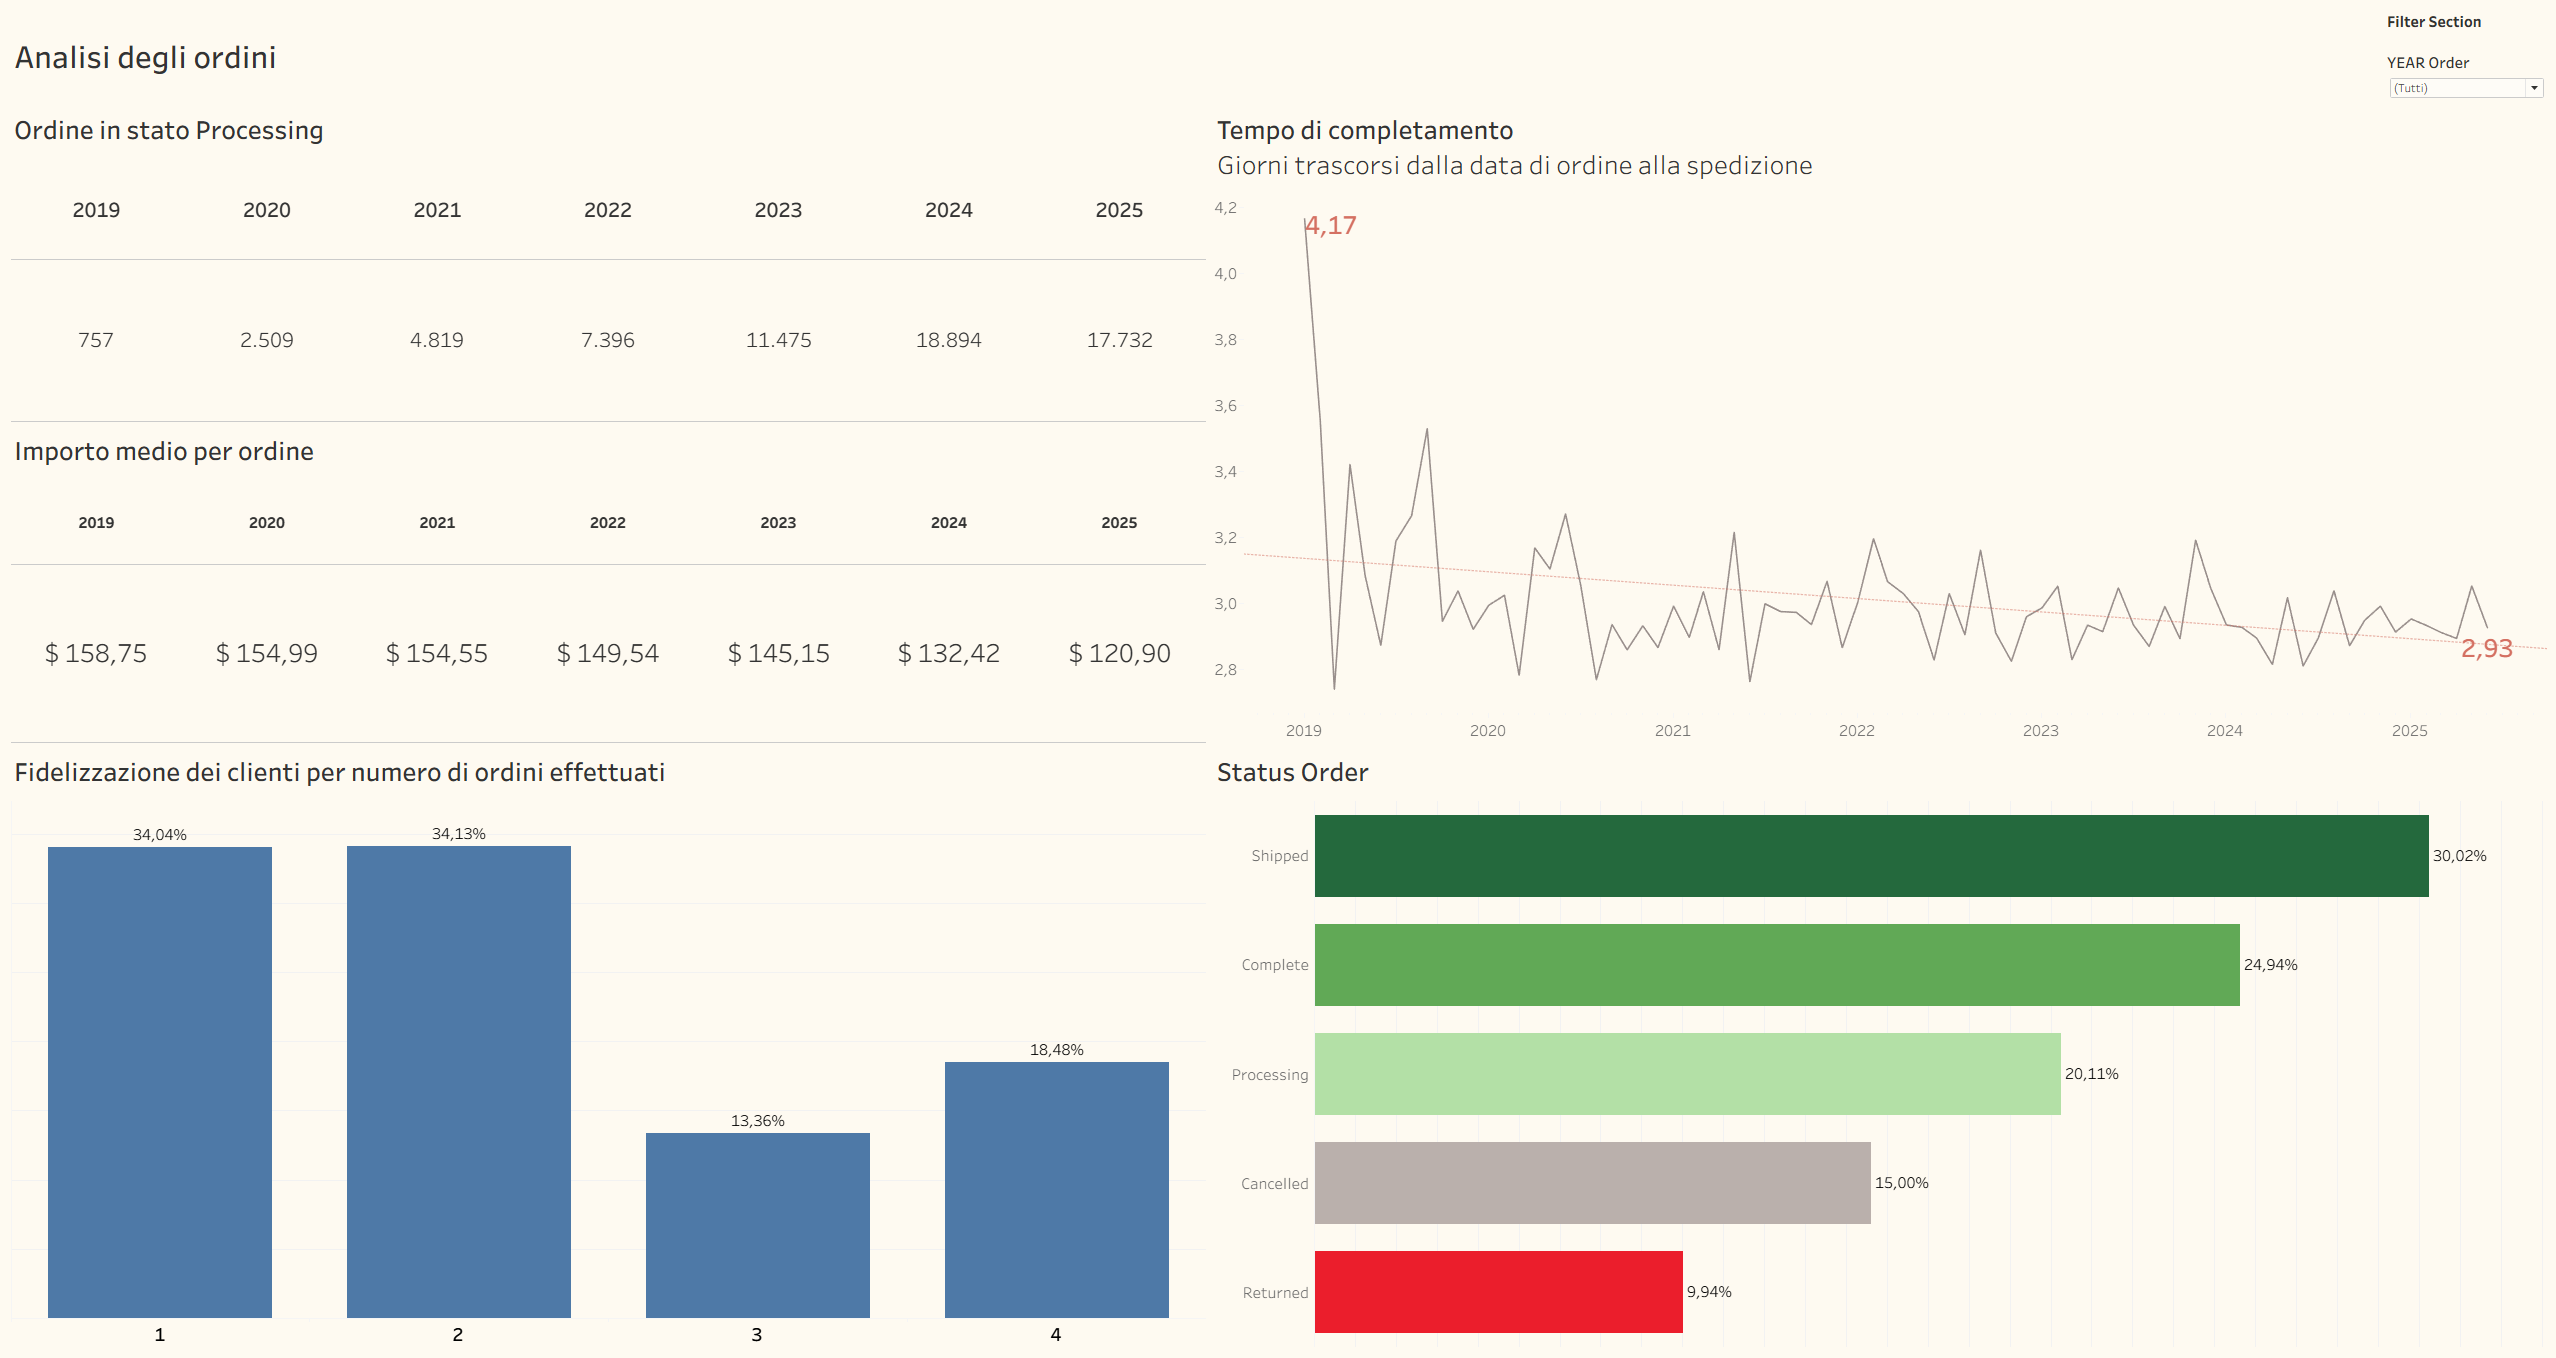 Filter Section
Analisi degli ordini
YEAR Order
(Tutti)
Ordine in stato Processing
2019 2020 2021 2022 2023 2024 2025
757 2.509 4.819 7.396 11.475 18.894 17.732
Importo medio per ordine
2019 2020 2021 2022 2023 2024 2025
$ 158,75 $ 154,99 $ 154,55 $ 149,54 $ 145,15 $ 132,42 $ 120,90
Tempo di completamento
Giorni trascorsi dalla data di ordine alla spedizione
4,2
4,17
4,0
3,8
3,6
3,4
3,2
3,0
2,93
2,8
2019 2020 2021 2022 2023 2024 2025
Fidelizzazione dei clienti per numero di ordini effettuati
34,04% 34,13%
18,48%
13,36%
1 2 3 4
Status Order
Shipped 30,02%
Complete 24,94%
Processing 20,11%
Cancelled 15,00%
Returned 9,94%